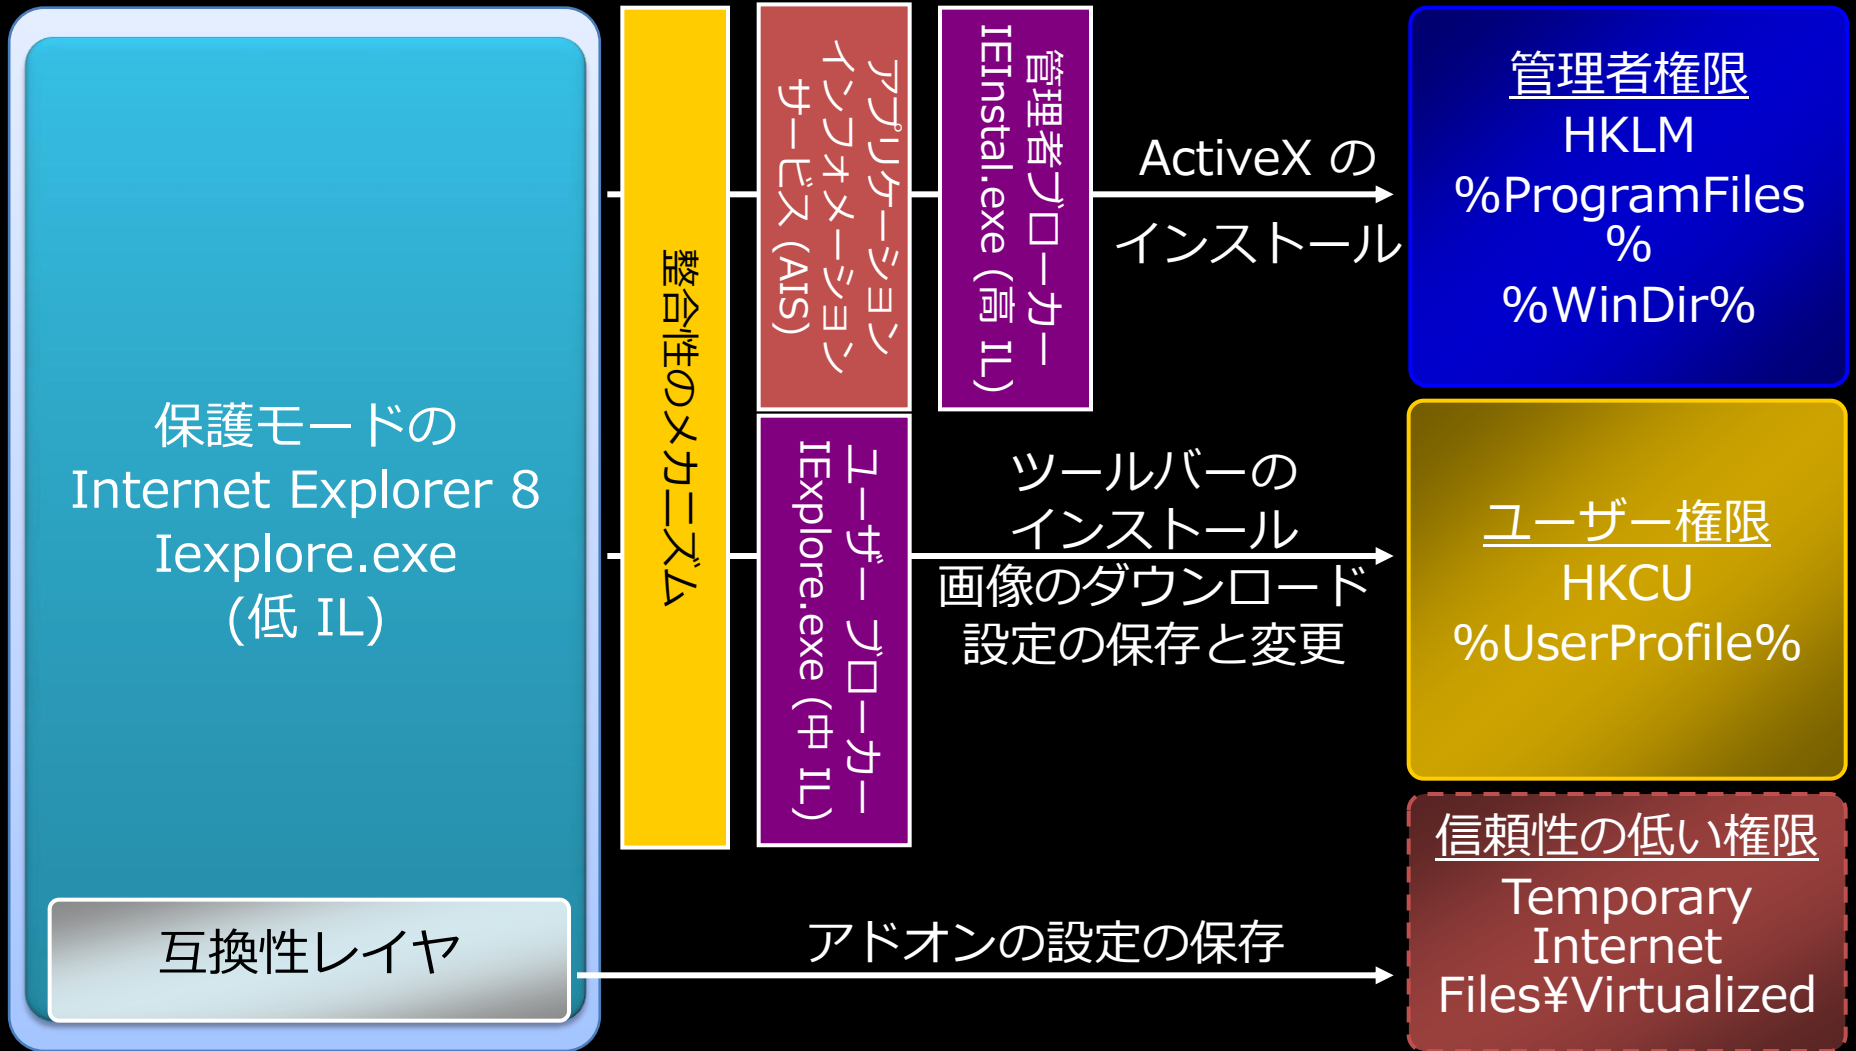 保護モードの
Internet Explorer 8
Iexplore.exe
(低 IL)
互換性レイヤ
整合性のメカニズム
アプリケーション
インフォメーション
サービス (AIS)
管理者ブローカー
IEInstal.exe (高 IL)
ユーザー ブローカー
IExplore.exe (中 IL)
ActiveX の
インストール
ツールバーの
インストール
画像のダウンロード
設定の保存と変更
アドオンの設定の保存
管理者権限
HKLM
%ProgramFiles
%
%WinDir%
ユーザー権限
HKCU
%UserProfile%
信頼性の低い権限
Temporary
Internet
Files¥Virtualized